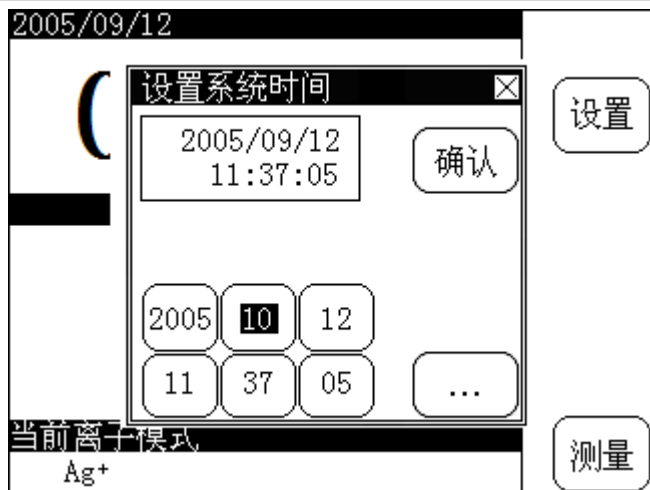 2005/09/12
设置系统时间
设置
2005/09/12
11:37:05
确认
2005 10 12
11 37 05 ...
当前离子模式
Ag+
测量